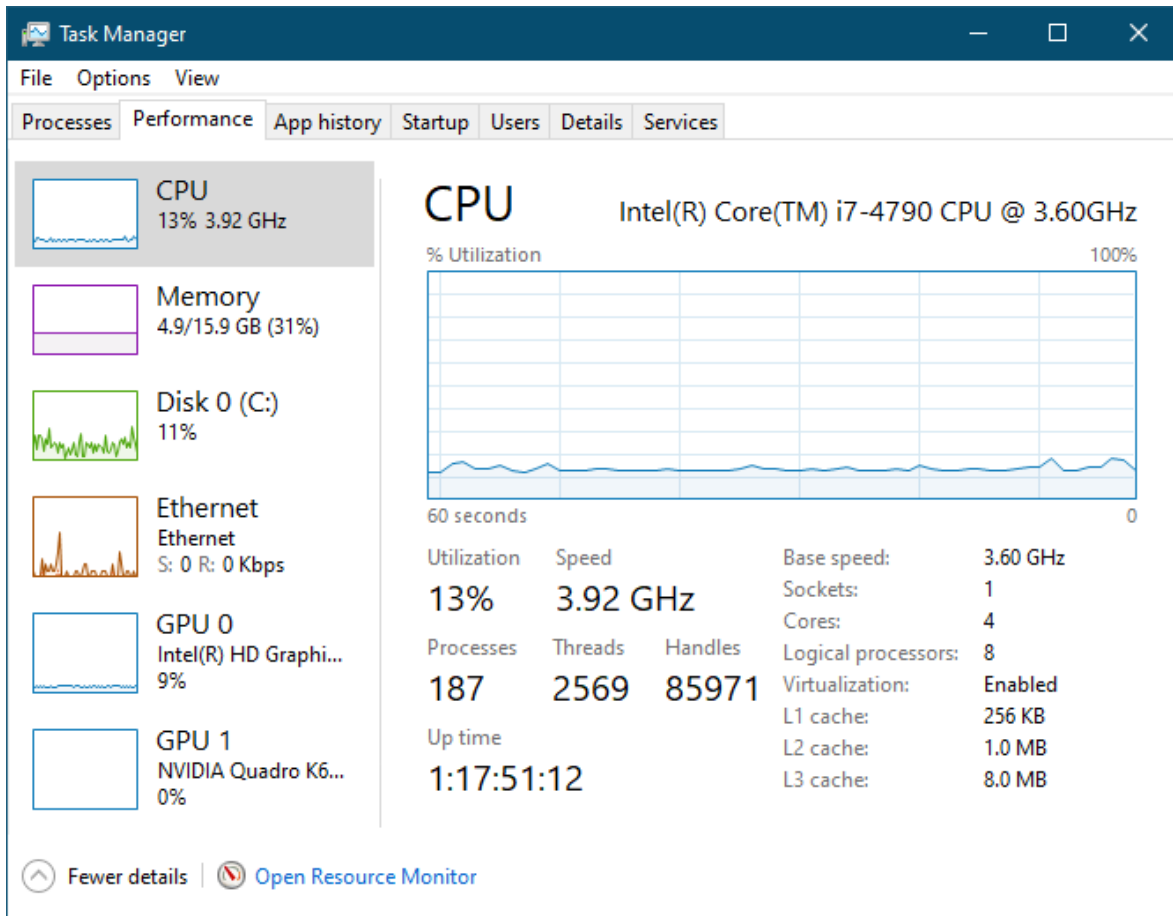 Task Manager
File Options View
Processes Performance App history Startup Users Details Services
CPU
13% 3.92 GHz
Memory
4.9/15.9 GB (31%)
Disk 0 (C:)
11%
Ethernet
Ethernet
S: 0 R: 0 Kbps
GPU 0
Intel(R) HD Graphi...
9%
GPU 1
NVIDIA Quadro K6...
0%
CPU Intel(R) Core(TM) i7-4790 CPU @ 3.60GHz
% Utilization 100%
60 seconds 0
Utilization Speed
13% 3.92 GHz
Processes Threads Handles
187 2569 85971
Up time
1:17:51:12
Base speed: 3.60 GHz
Sockets: 1
Cores: 4
Logical processors: 8
Virtualization: Enabled
L1 cache: 256 KB
L2 cache: 1.0 MB
L3 cache: 8.0 MB
Fewer details Open Resource Monitor